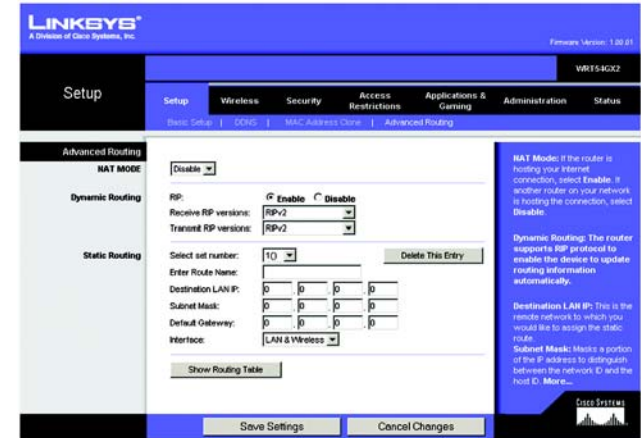 LINKSYS®
A Division of Cisco Systems, Inc.
Firmware Version: 1.00.01
WRT54GX2
Setup
Setup Wireless Security Access Restrictions Applications & Gaming Administration Status
Basic Setup | DDNS | MAC Address Clone | Advanced Routing
Advanced Routing
NAT MODE Disable
Dynamic Routing RIP: Enable Disable
Receive RIP versions: RIPv2
Transmit RIP versions: RIPv2
Static Routing Select set number: 1() Delete This Entry
Enter Route Name:
Destination LAN IP: 0 . 0 . 0 . 0
Subnet Mask: 0 . 0 . 0 . 0
Default Gateway: 0 . 0 . 0 . 0
Interface: LAN & Wireless
Show Routing Table
NAT Mode: If the router is
hosting your Internet
connection, select Enable. If
another router on your network
is hosting the connection, select
Disable.
Dynamic Routing: The router
supports RIP protocol to
enable the device to update
routing information
automatically.
Destination LAN IP: This is the
remote network to which you
would like to assign the static
route.
Subnet Mask: Masks a portion
of the IP address to distinguish
between the network ID and the
host ID. More...
Save Settings Cancel Changes
CISCO SYSTEMS